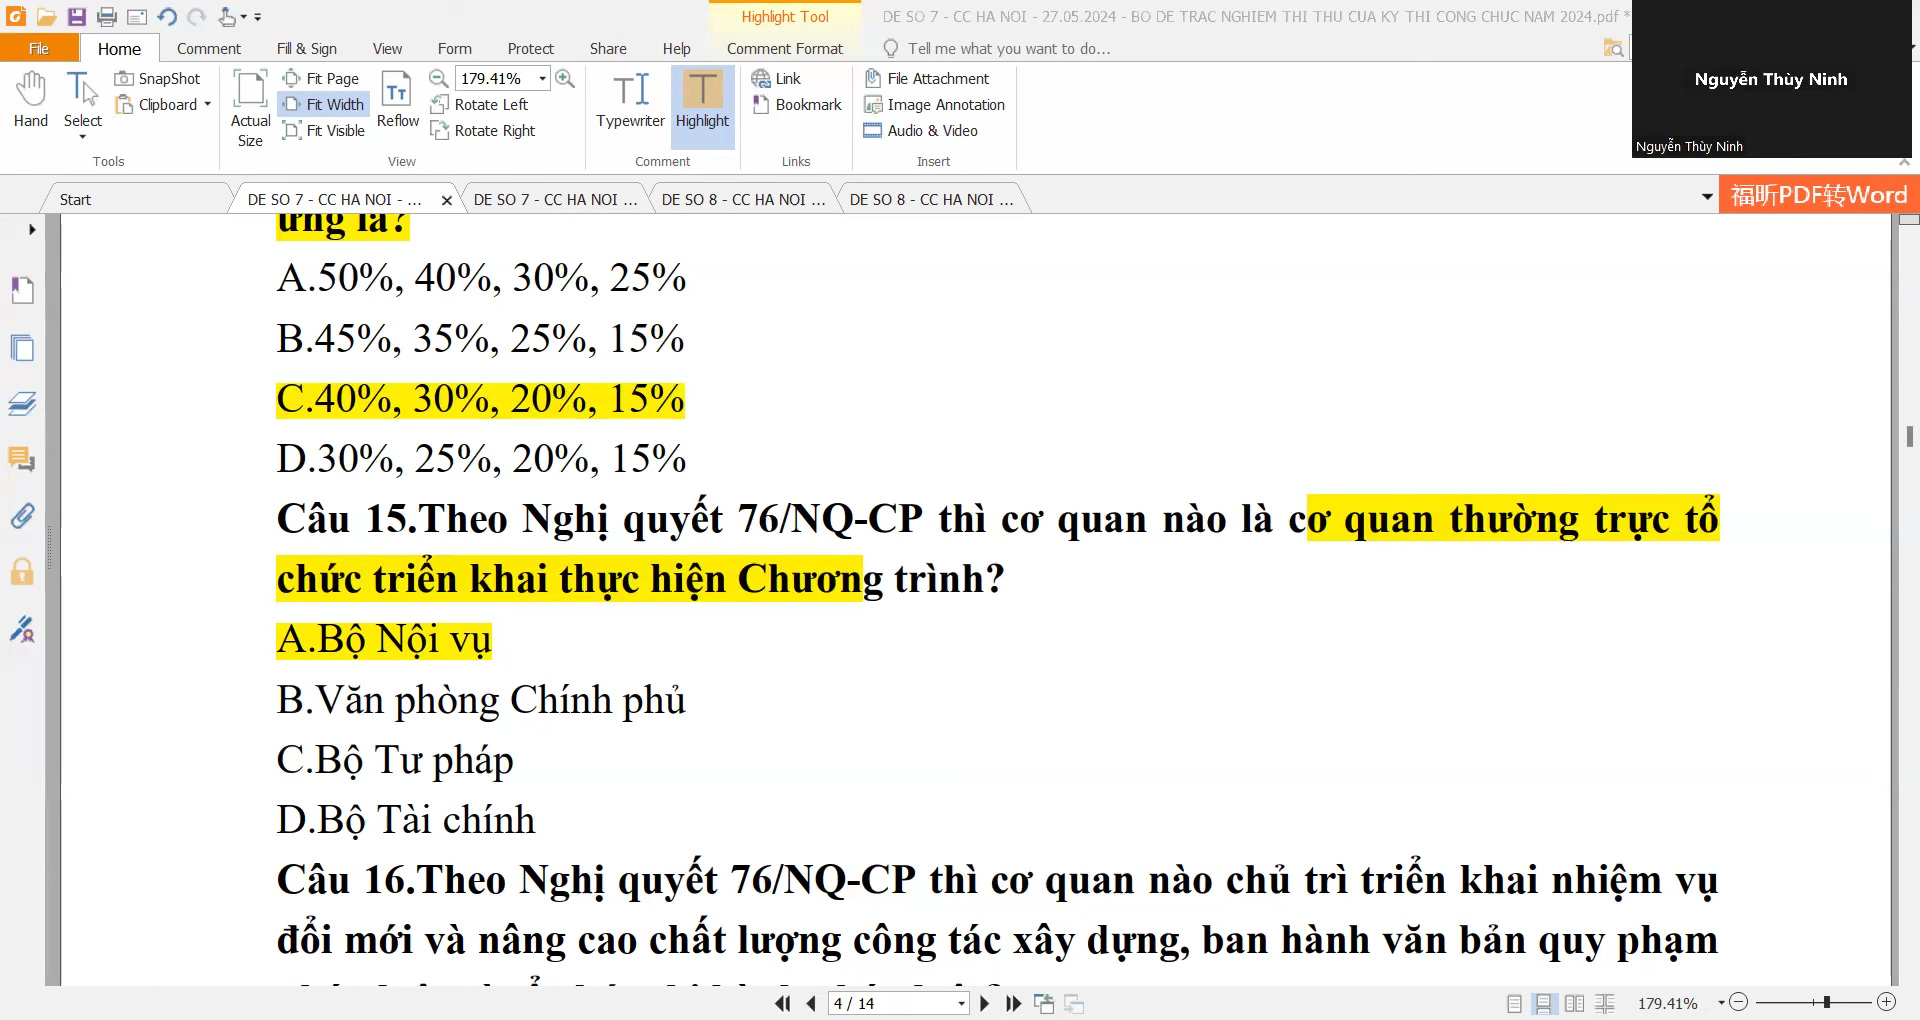 Highlight Tool
DE SO 7 - CC HA NOI - 27.05.2024 - BO DE TRAC NGHIEM THI THU CUA KY THI CONG CHUC NAM 2024.pdf *
File
Home
Comment
Fill & Sign
View
Form
Protect
Share
Help
Comment Format
Tell me what you want to do...
Hand
Select
SnapShot
Clipboard
Tools
Actual Size
Fit Page
Fit Width
Fit Visible
Reflow
179.41%
Rotate Left
Rotate Right
View
Typewriter
Highlight
Comment
Link
Bookmark
Links
File Attachment
Image Annotation
Audio & Video
Insert
Nguyễn Thùy Ninh
Nguyễn Thùy Ninh
Start
DE SO 7 - CC HA NOI - ...
DE SO 7 - CC HA NOI ...
DE SO 8 - CC HA NOI ...
DE SO 8 - CC HA NOI ...
福昕PDF转Word
ứng là?
A.50%, 40%, 30%, 25%
B.45%, 35%, 25%, 15%
C.40%, 30%, 20%, 15%
D.30%, 25%, 20%, 15%
Câu 15.Theo Nghị quyết 76/NQ-CP thì cơ quan nào là cơ quan thường trực tổ
chức triển khai thực hiện Chương trình?
A.Bộ Nội vụ
B.Văn phòng Chính phủ
C.Bộ Tư pháp
D.Bộ Tài chính
Câu 16.Theo Nghị quyết 76/NQ-CP thì cơ quan nào chủ trì triển khai nhiệm vụ
đổi mới và nâng cao chất lượng công tác xây dựng, ban hành văn bản quy phạm
4 / 14
179.41%